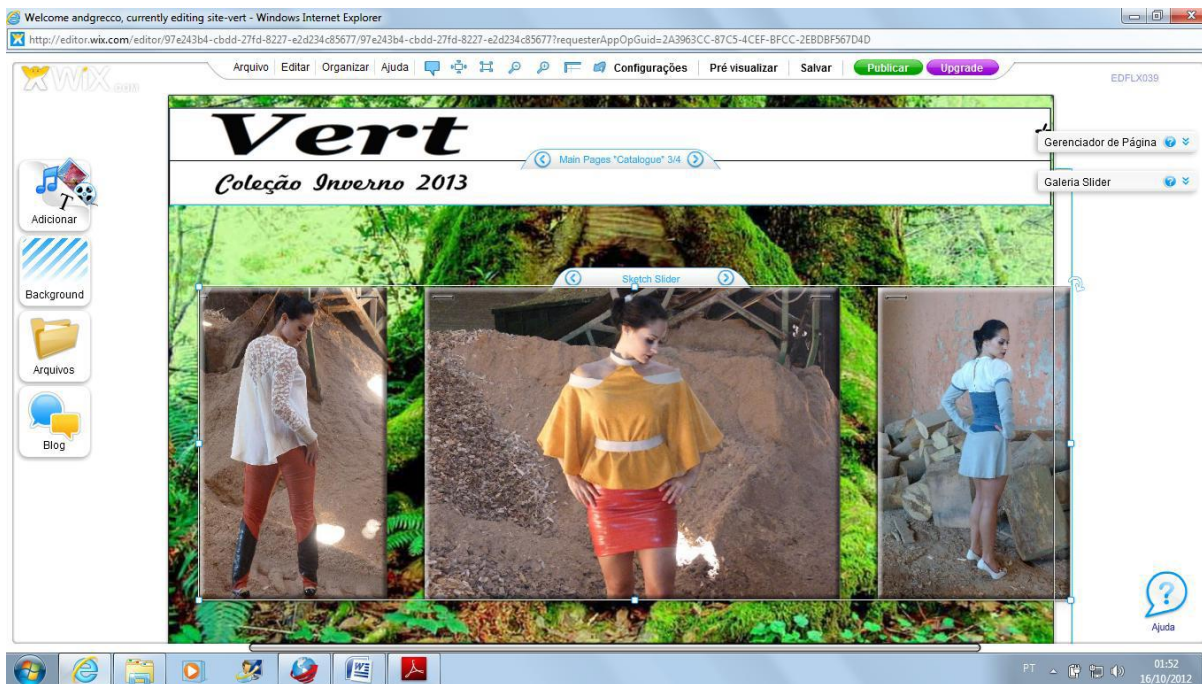 Welcome andgrecco, currently editing site-vert - Windows Internet Explorer
http://editor.wix.com/editor/97e243b4-cbdd-27fd-8227-e2d234c85677/97e243b4-cbdd-27fd-8227-e2d234c85677?requesterAppOpGuid=2A3963CC-87C5-4CEF-BFCC-2EBDBF567D4D
WiX.com
Arquivo Editar Organizar Ajuda Configurações Pré visualizar Salvar Publicar Upgrade
EDFLX039
Vert
Main Pages "Catalogue" 3/4
Coleção Inverno 2013
Gerenciador de Página
Galeria Slider
Adicionar
Background
Arquivos
Blog
Sketch Slider
Ajuda
PT
01:52
16/10/2012